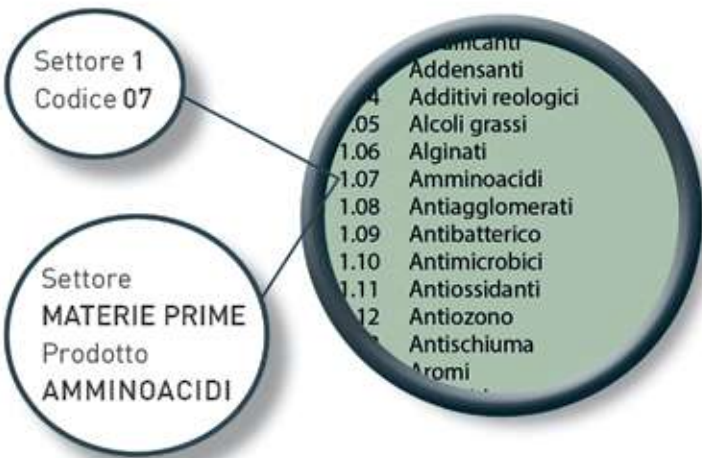 Settore 1
Codice 07
Settore
MATERIE PRIME
Prodotto
AMMINOACIDI
Addensanti
Additivi reologici
.05 Alcoli grassi
1.06 Alginati
1.07 Amminoacidi
1.08 Antiagglomerati
1.09 Antibatterico
1.10 Antimicrobici
1.11 Antiossidanti
12 Antiozono
Antischiuma
Aromi